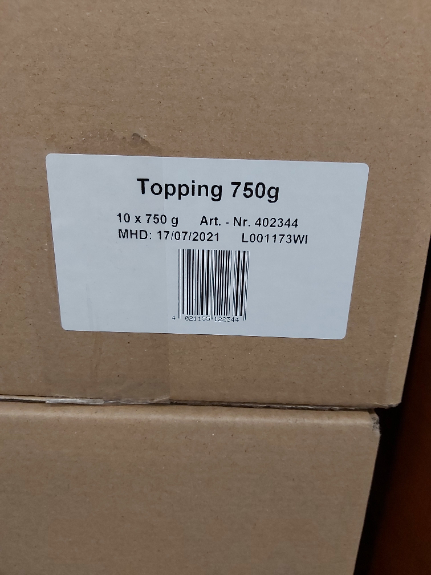 Topping 750g
10 x 750 g Art. - Nr. 402344
MHD: 17/07/2021 L001173WI